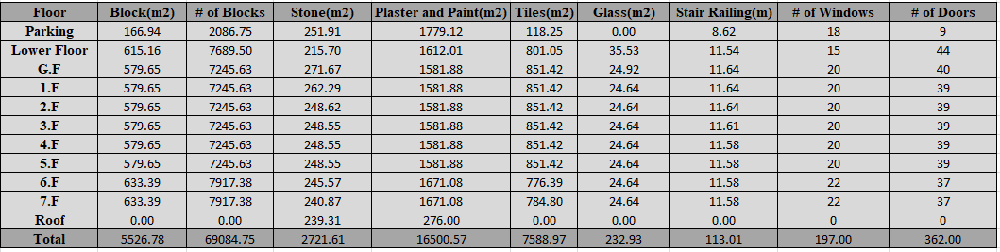 Floor Block(m2) # of Blocks Stone(m2) Plaster and Paint(m2) Tiles(m2) Glass(m2) Stair Railing(m) # of Windows # of Doors
Parking 166.94 2086.75 251.91 1779.12 118.25 0.00 8.62 18 9
Lower Floor 615.16 7689.50 215.70 1612.01 801.05 35.53 11.54 15 44
G.F 579.65 7245.63 271.67 1581.88 851.42 24.92 11.64 20 40
1.F 579.65 7245.63 262.29 1581.88 851.42 24.64 11.64 20 39
2.F 579.65 7245.63 248.62 1581.88 851.42 24.64 11.64 20 39
3.F 579.65 7245.63 248.55 1581.88 851.42 24.64 11.61 20 39
4.F 579.65 7245.63 248.55 1581.88 851.42 24.64 11.58 20 39
5.F 579.65 7245.63 248.55 1581.88 851.42 24.64 11.58 20 39
6.F 633.39 7917.38 245.57 1671.08 776.39 24.64 11.58 22 37
7.F 633.39 7917.38 240.87 1671.08 784.80 24.64 11.58 22 37
Roof 0.00 0.00 239.31 276.00 0.00 0.00 0.00 0 0
Total 5526.78 69084.75 2721.61 16500.57 7588.97 232.93 113.01 197.00 362.00